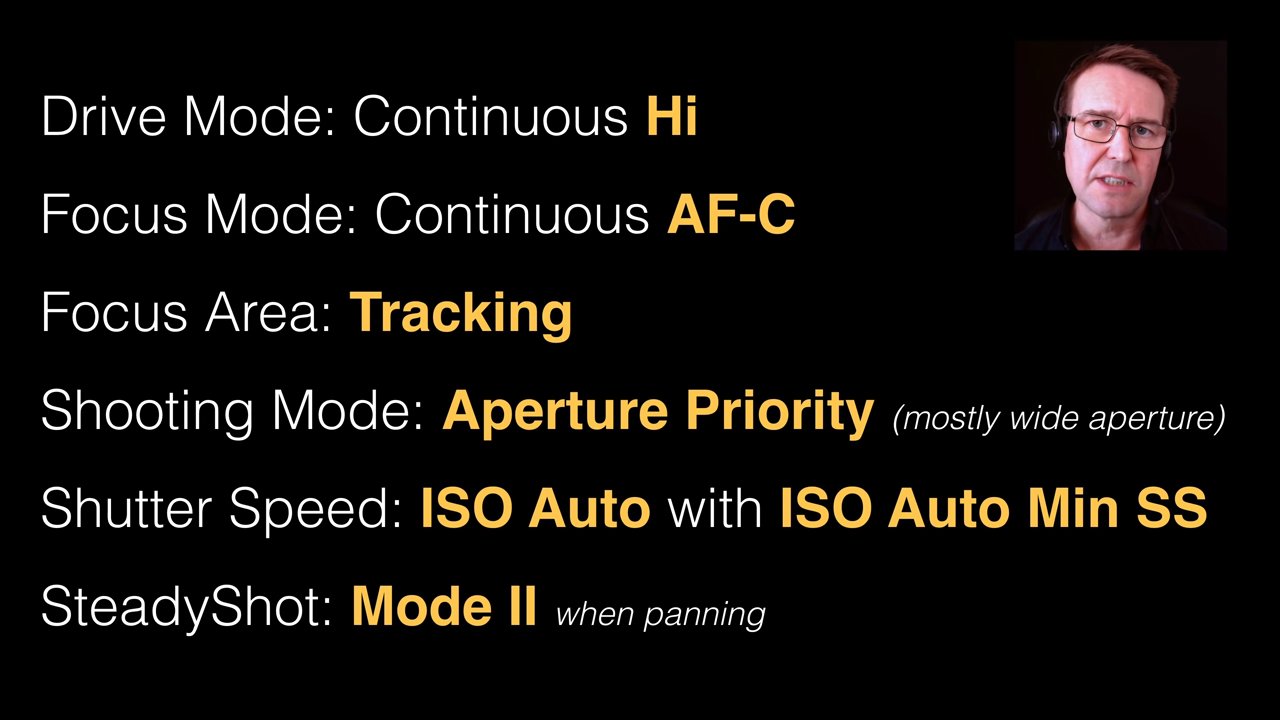 Drive Mode: Continuous Hi
Focus Mode: Continuous AF-C
Focus Area: Tracking
Shooting Mode: Aperture Priority (mostly wide aperture)
Shutter Speed: ISO Auto with ISO Auto Min SS
SteadyShot: Mode II when panning